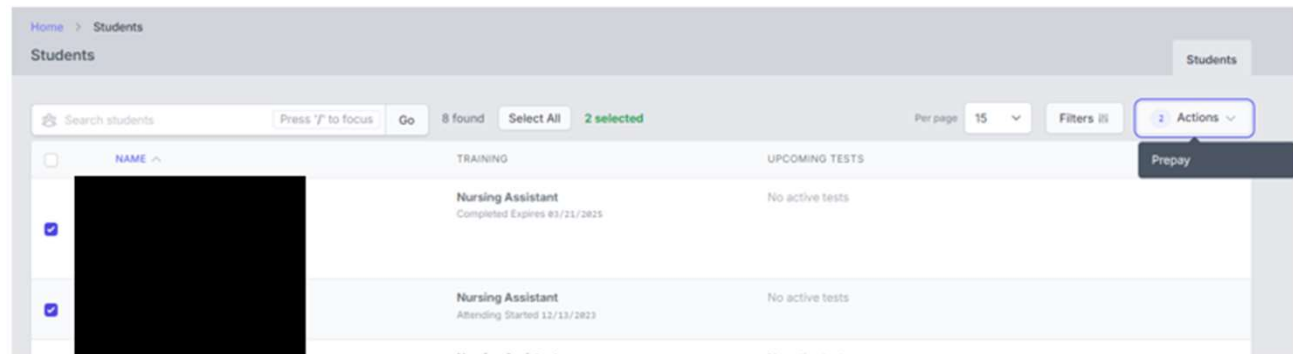 Home > Students
Students
Students
Search students Press '/' to focus Go 8 found Select All 2 selected Per page 15 Filters 2 Actions
Prepay
NAME TRAINING UPCOMING TESTS
Nursing Assistant No active tests
Completed Expires 03/21/2025
Nursing Assistant No active tests
Attending Started 12/13/2023